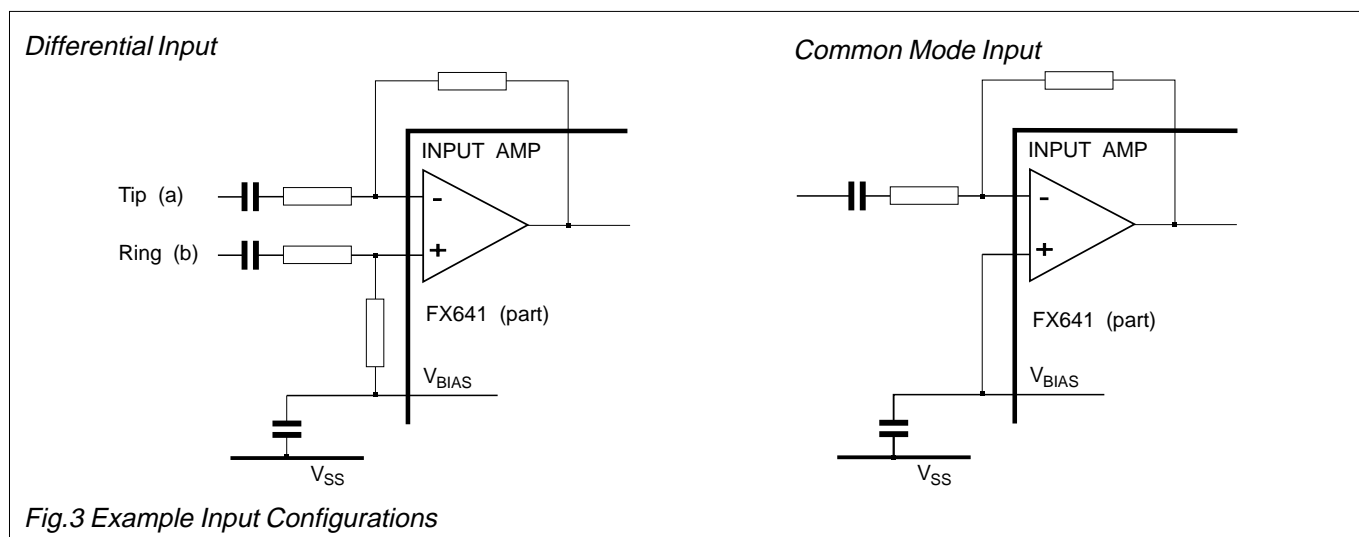 Differential Input
INPUT AMP
Tip (a)
-
Ring (b)
+
FX641 (part)
VBIAS
VSS
Common Mode Input
INPUT AMP
-
+
FX641 (part)
VBIAS
VSS
Fig.3 Example Input Configurations